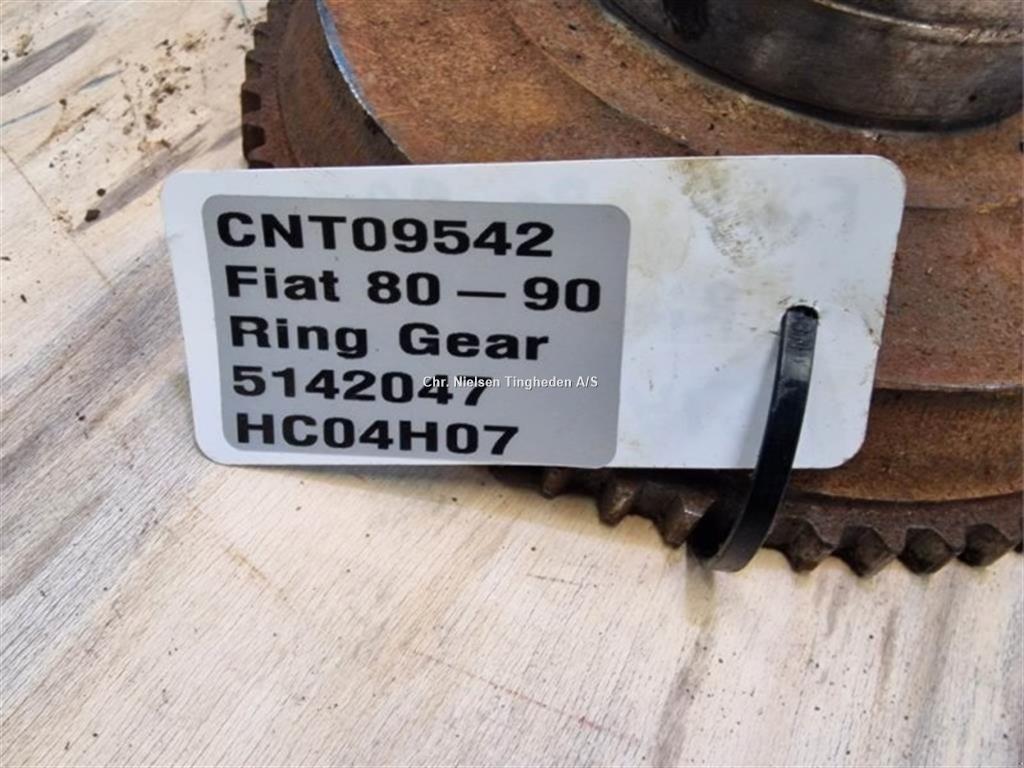 CNT09542
Fiat 80 — 90
Ring Gear
5142047
Chr. Nielsen Tingheden A/S
HC04H07